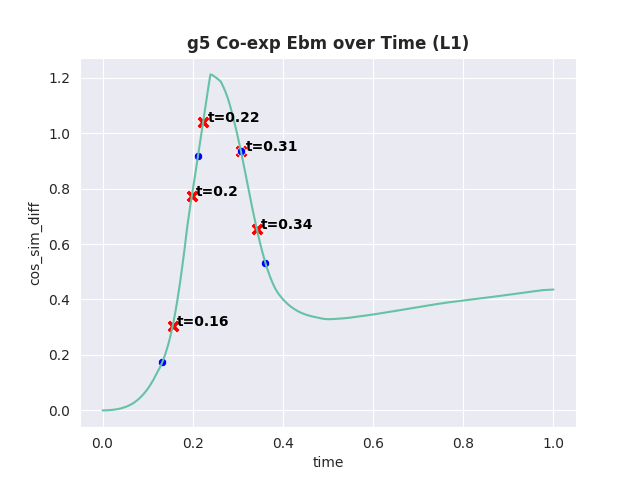 g5 Co-exp Ebm over Time (L1)
1.2
1.0
0.8
0.6
0.4
0.2
0.0
cos_sim_diff
t=0.22
t=0.31
t=0.2
t=0.34
t=0.16
0.0 0.2 0.4 0.6 0.8 1.0
time